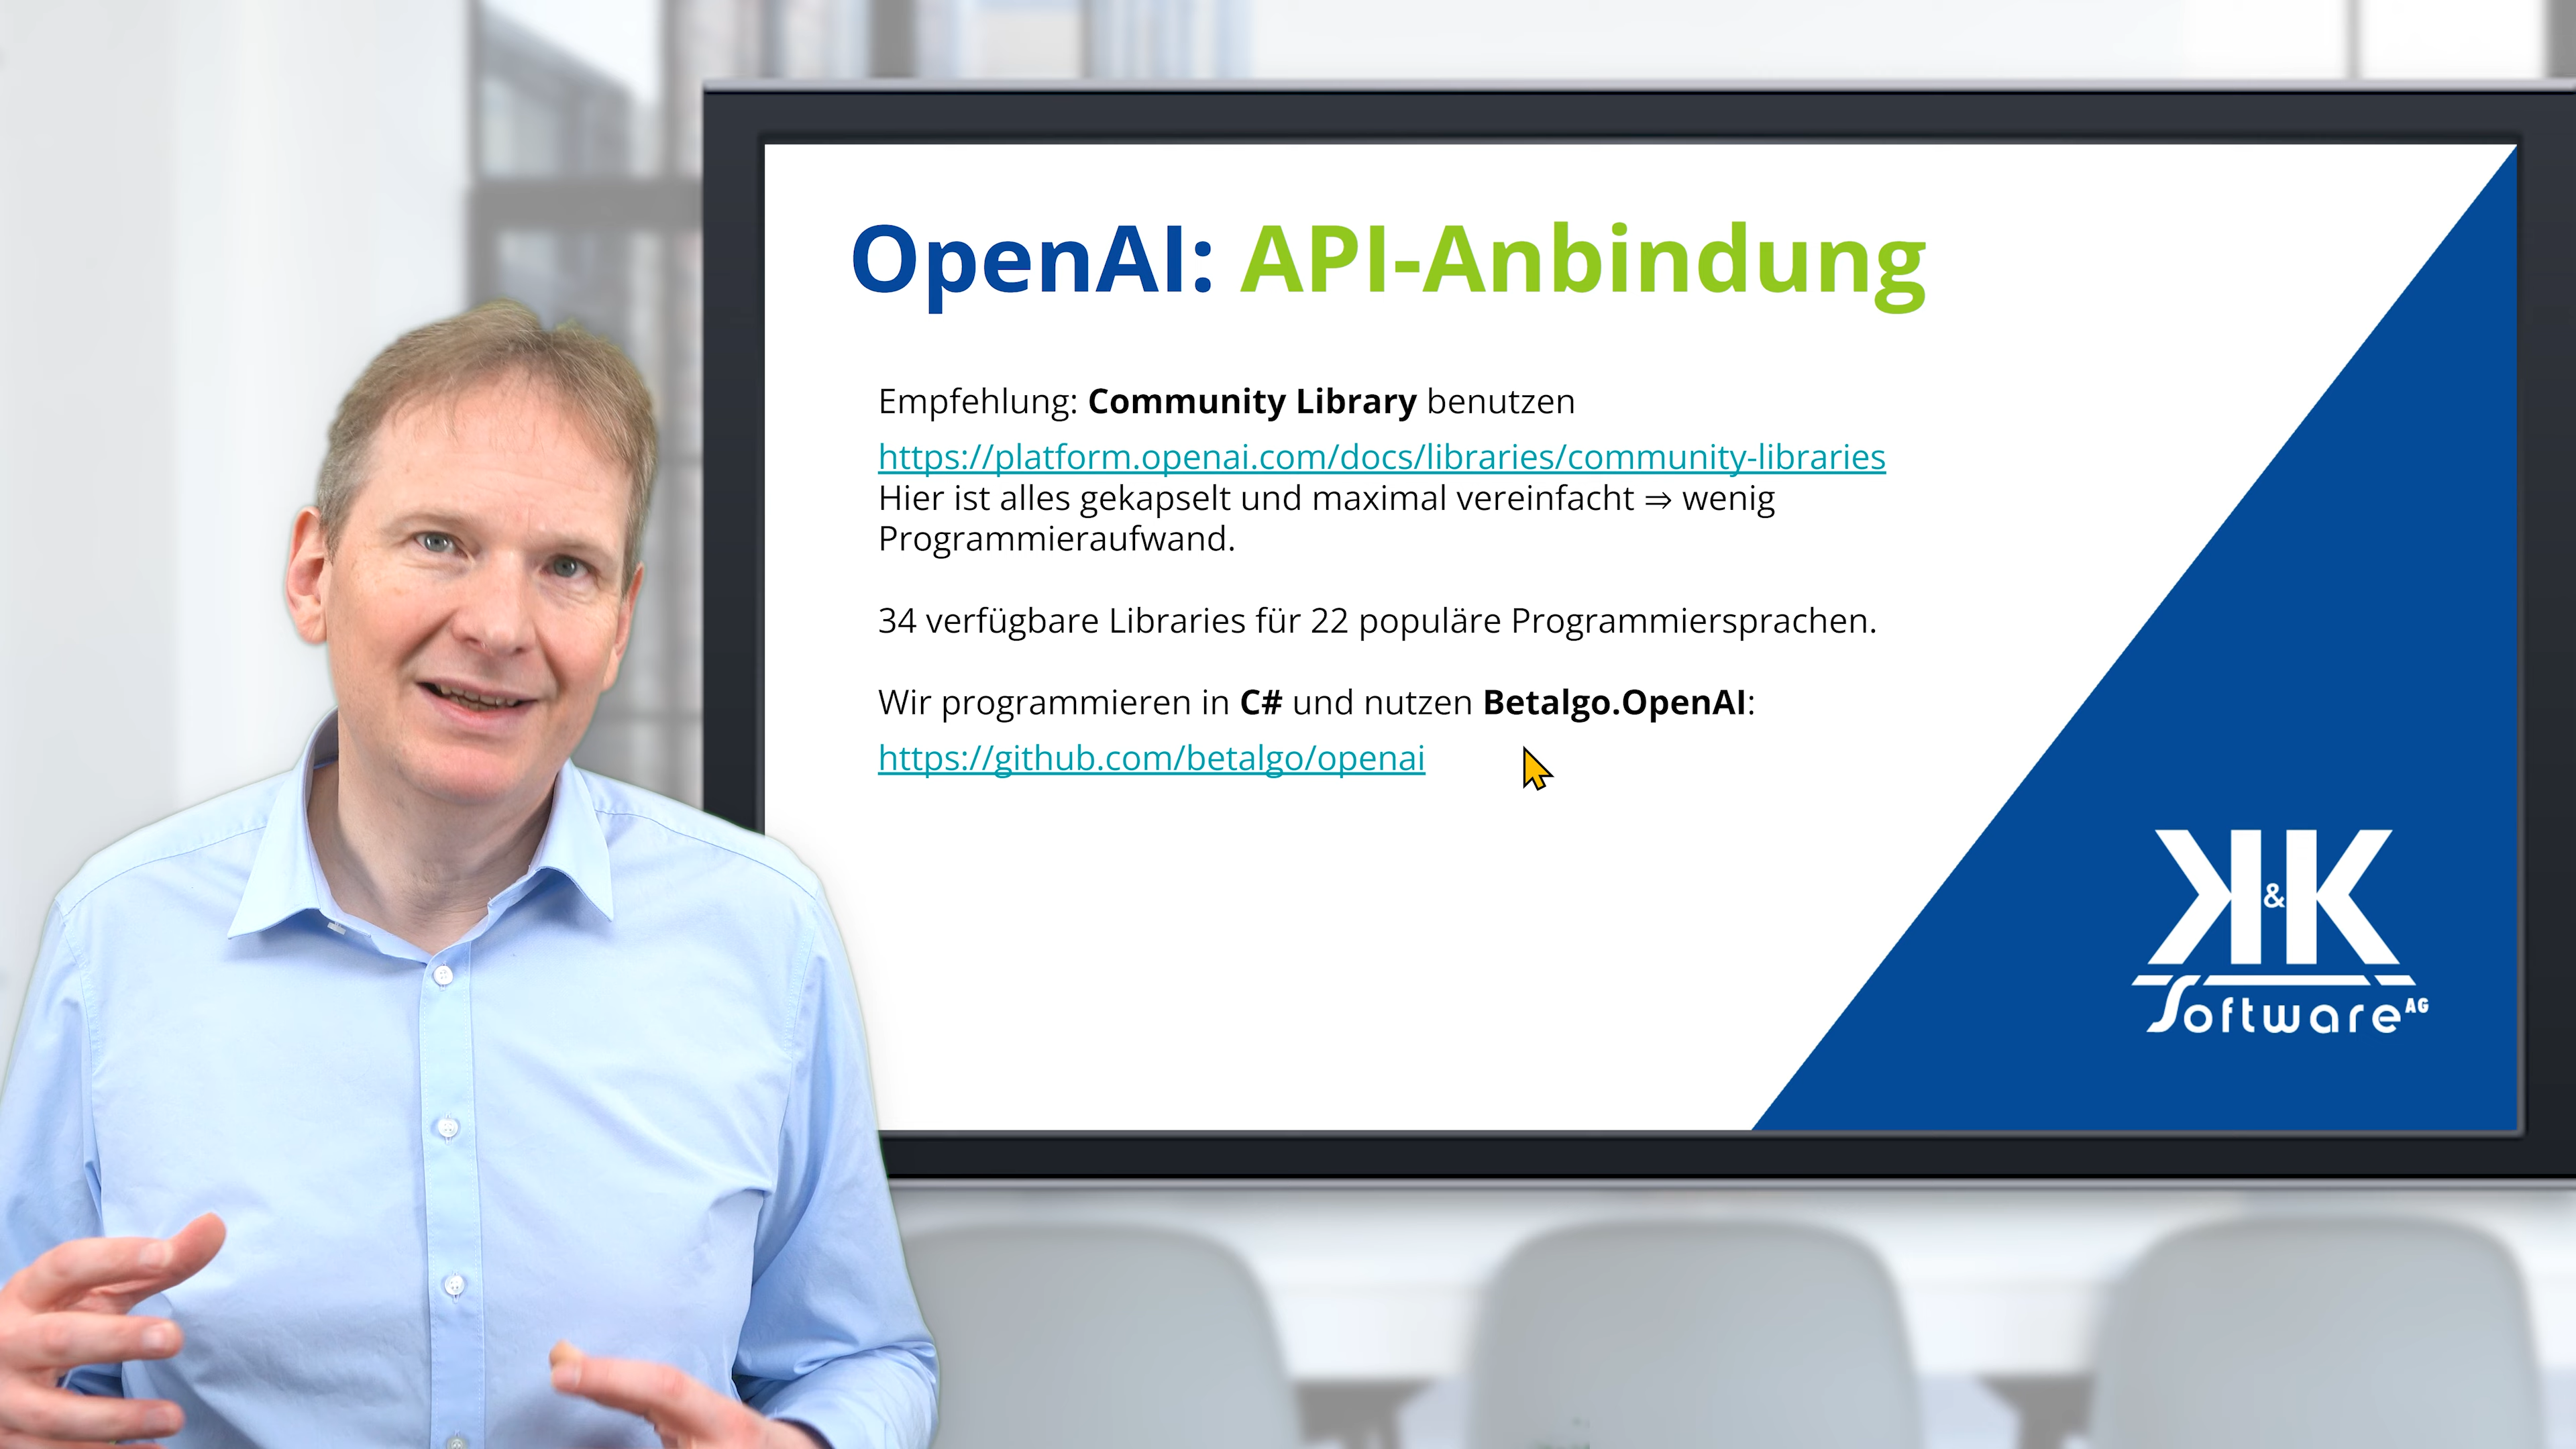 OpenAI: API-Anbindung
Empfehlung: Community Library benutzen
https://platform.openai.com/docs/libraries/community-libraries
Hier ist alles gekapselt und maximal vereinfacht ⇒ wenig
Programmieraufwand.
34 verfügbare Libraries für 22 populäre Programmiersprachen.
Wir programmieren in C# und nutzen Betalgo.OpenAI:
https://github.com/betalgo/openai
K&K
Software AG